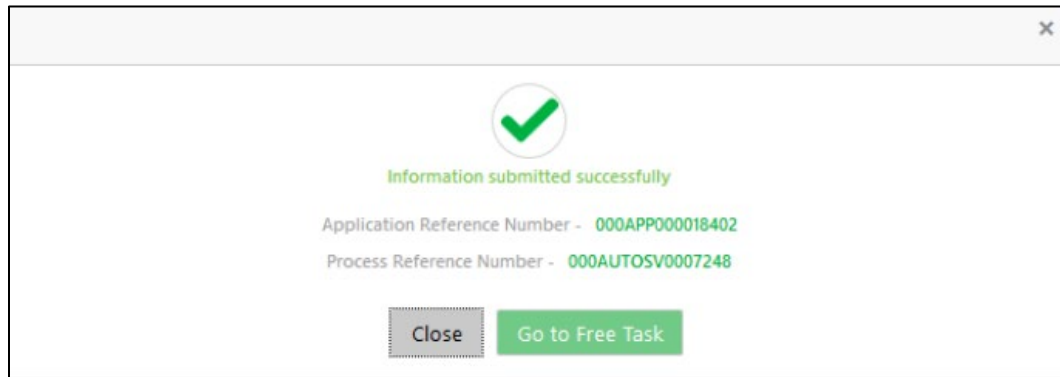 ×
Information submitted successfully
Application Reference Number - 000APP000018402
Process Reference Number - 000AUTOSV0007248
Close Go to Free Task